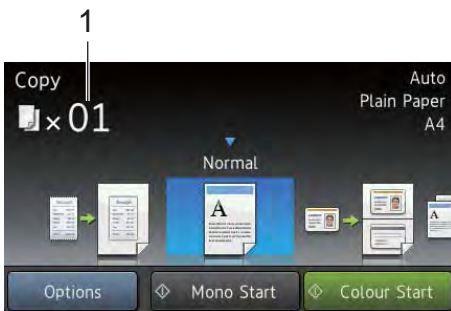 1
Copy
× 01
Auto
Plain Paper
A4
Normal
A
A
Options
Mono Start
Colour Start